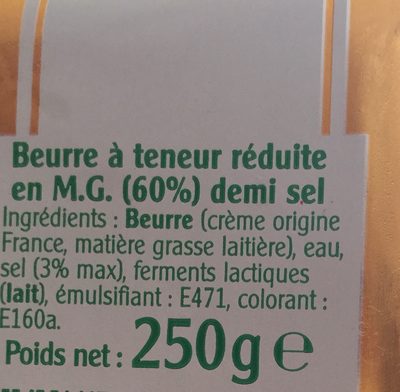 Beurre à teneur réduite
en M.G. (60%) demi sel
Ingrédients : Beurre (crème origine
France, matière grasse laitière), eau,
sel (3% max), ferments lactiques
(lait), émulsifiant : E471, colorant :
E160a.
Poids net : 250g e